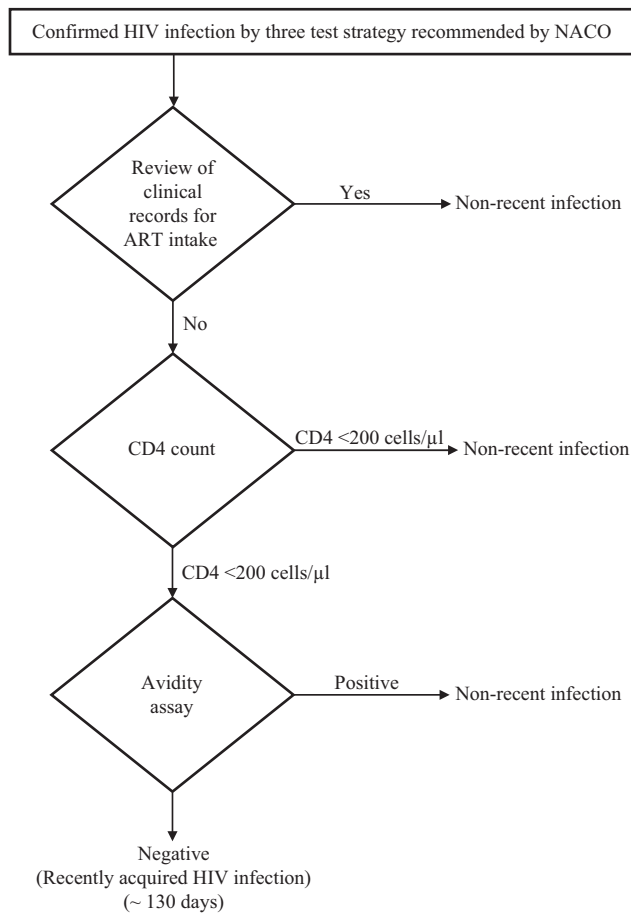 Confirmed HIV infection by three test strategy recommended by NACO
Review of
clinical
records for
ART intake
Yes
Non-recent infection
No
CD4 count
CD4 <200 cells/µl
Non-recent infection
CD4 <200 cells/µl
Avidity
assay
Positive
Non-recent infection
Negative
(Recently acquired HIV infection)
(~ 130 days)